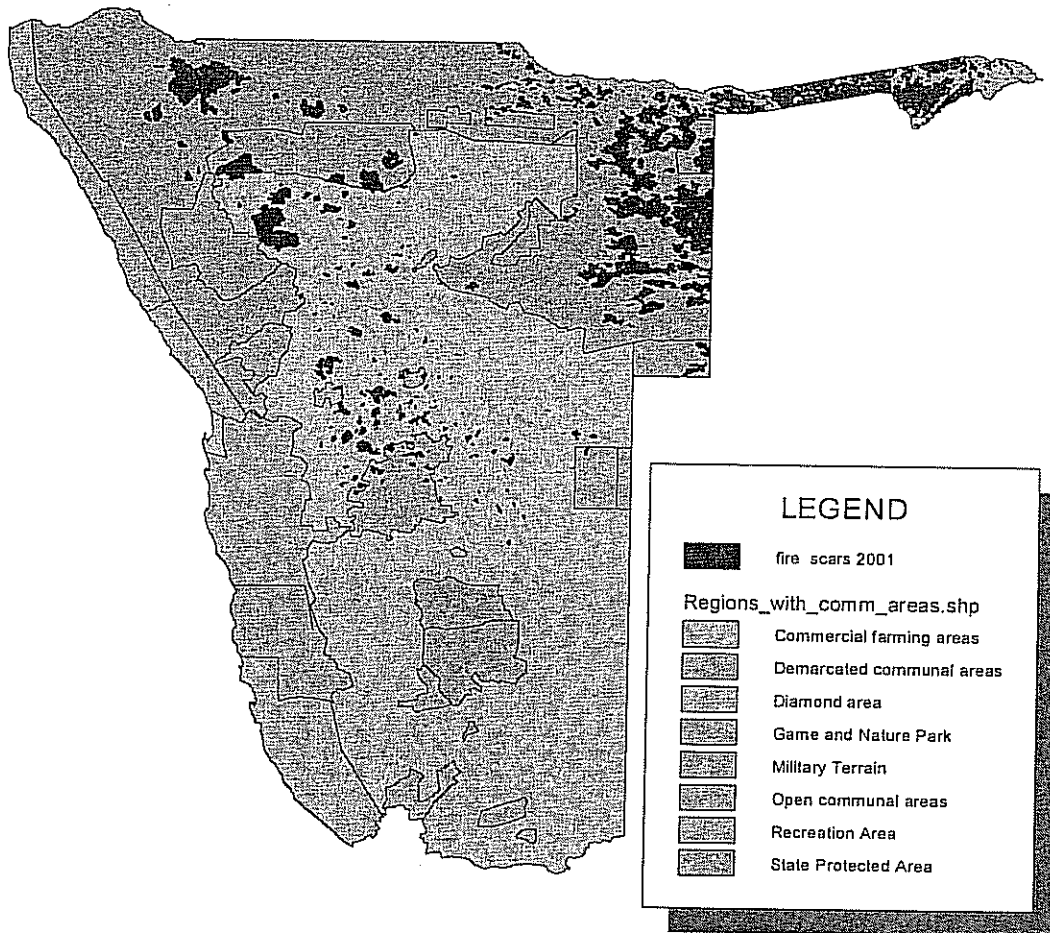 LEGEND
fire scars 2001
Regions_with_comm_areas.shp
Commercial farming areas
Demarcated communal areas
Diamond area
Game and Nature Park
Military Terrain
Open communal areas
Recreation Area
State Protected Area